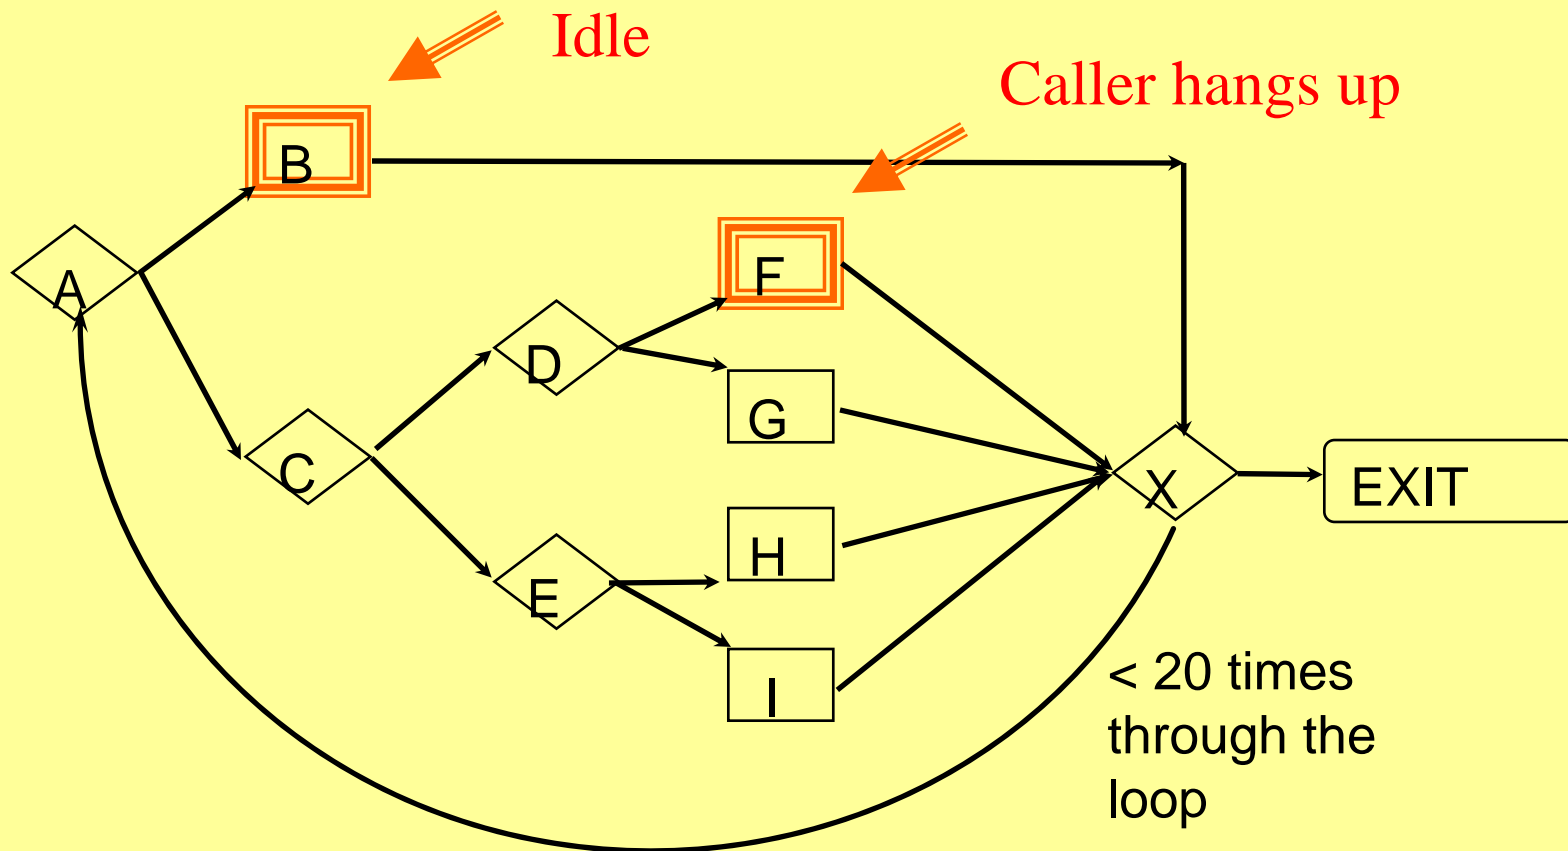 Idle
Caller hangs up
B
A
F
D
G
C
X
EXIT
H
E
I
< 20 times
through the
loop